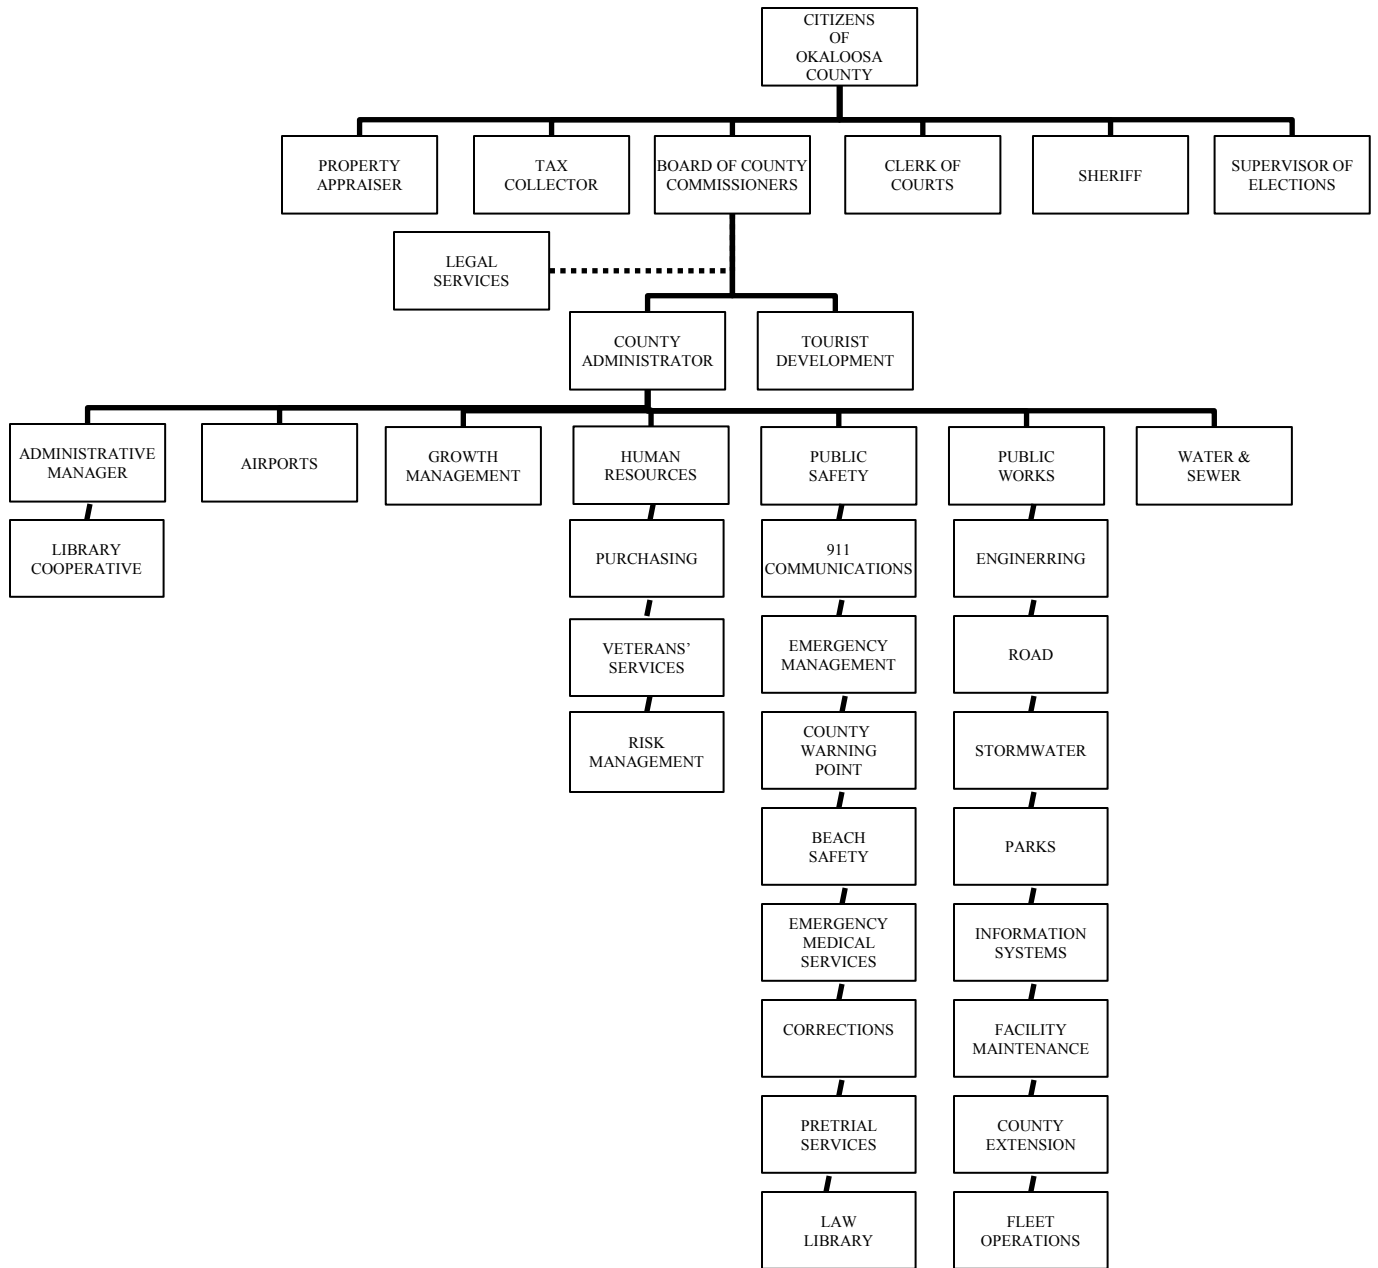 CITIZENS
OF
OKALOOSA
COUNTY
PROPERTY
APPRAISER
TAX
COLLECTOR
BOARD OF COUNTY
COMMISSIONERS
CLERK OF
COURTS
SHERIFF
SUPERVISOR OF
ELECTIONS
LEGAL
SERVICES
COUNTY
ADMINISTRATOR
TOURIST
DEVELOPMENT
ADMINISTRATIVE
MANAGER
AIRPORTS
GROWTH
MANAGEMENT
HUMAN
RESOURCES
PUBLIC
SAFETY
PUBLIC
WORKS
WATER &
SEWER
LIBRARY
COOPERATIVE
PURCHASING
911
COMMUNICATIONS
ENGINERRING
VETERANS’
SERVICES
EMERGENCY
MANAGEMENT
ROAD
RISK
MANAGEMENT
COUNTY
WARNING
POINT
STORMWATER
BEACH
SAFETY
PARKS
EMERGENCY
MEDICAL
SERVICES
INFORMATION
SYSTEMS
CORRECTIONS
FACILITY
MAINTENANCE
PRETRIAL
SERVICES
COUNTY
EXTENSION
LAW
LIBRARY
FLEET
OPERATIONS